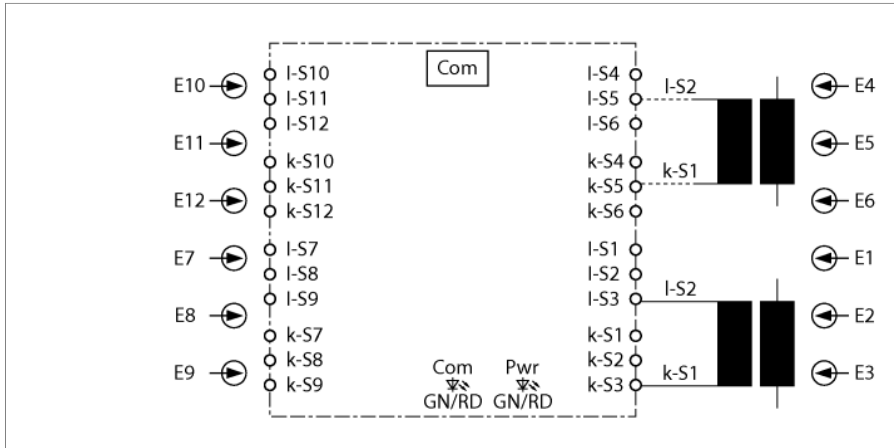 Com
E10
E11
E12
E7
E8
E9
l-S10
l-S11
l-S12
k-S10
k-S11
k-S12
l-S7
l-S8
l-S9
k-S7
k-S8
k-S9
Com
GN/RD
Pwr
GN/RD
l-S4
l-S5
l-S6
k-S4
k-S5
k-S6
l-S1
l-S2
l-S3
k-S1
k-S2
k-S3
l-S2
k-S1
l-S2
k-S1
E4
E5
E6
E1
E2
E3